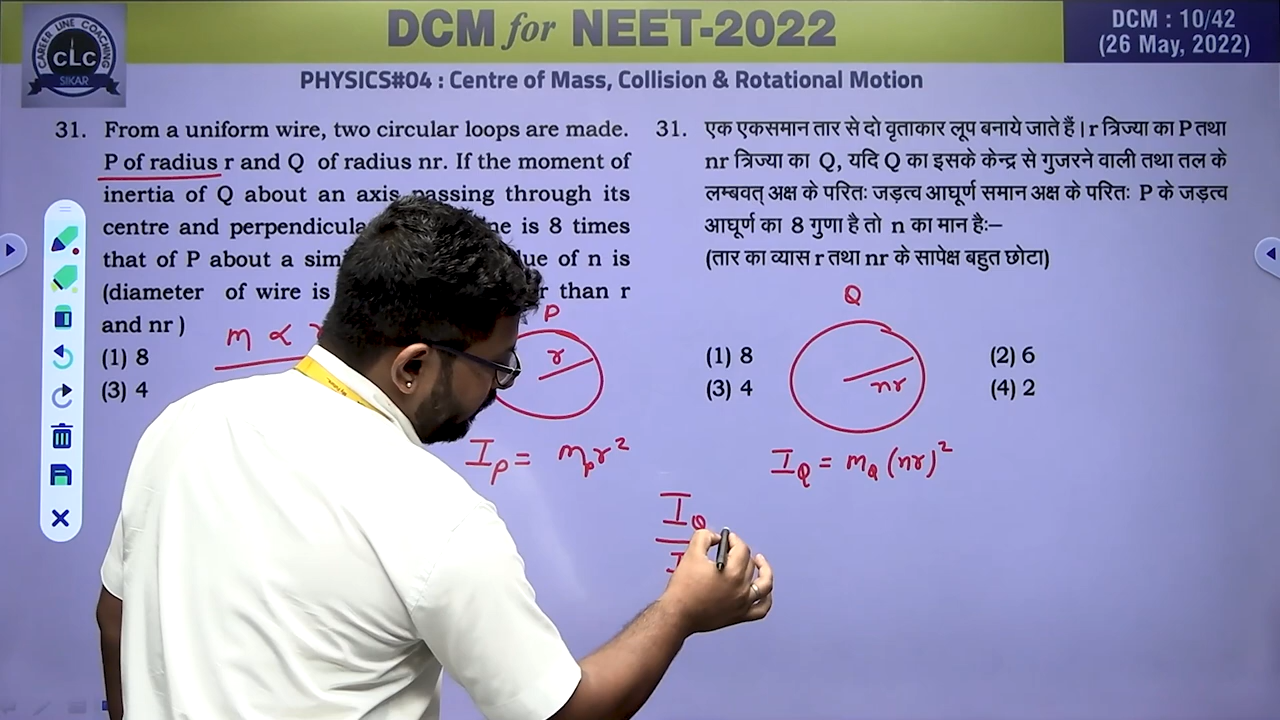 DCM for NEET-2022
DCM : 10/42
(26 May, 2022)
CAREER LINE COACHING
CLC
SIKAR
PHYSICS#04 : Centre of Mass, Collision & Rotational Motion
31. From a uniform wire, two circular loops are made.
P of radius r and Q of radius nr. If the moment of
inertia of Q about an axis passing through its
centre and perpendicular ne is 8 times
that of P about a of n is
(diameter of wire is r than r
and nr )
(1) 8
(3) 4
m ∝
P
r
I_P = m_P r²
31. एक एकसमान तार से दो वृताकार लूप बनाये जाते हैं। r त्रिज्या का P तथा
nr त्रिज्या का Q, यदि Q का इसके केन्द्र से गुजरने वाली तथा तल के
लम्बवत् अक्ष के परितः जड़त्व आघूर्ण समान अक्ष के परितः P के जड़त्व
आघूर्ण का 8 गुणा है तो n का मान है:–
(तार का व्यास r तथा nr के सापेक्ष बहुत छोटा)
Q
(1) 8 (2) 6
(3) 4 (4) 2
nr
I_Q = m_Q (nr)²
I_Q
I